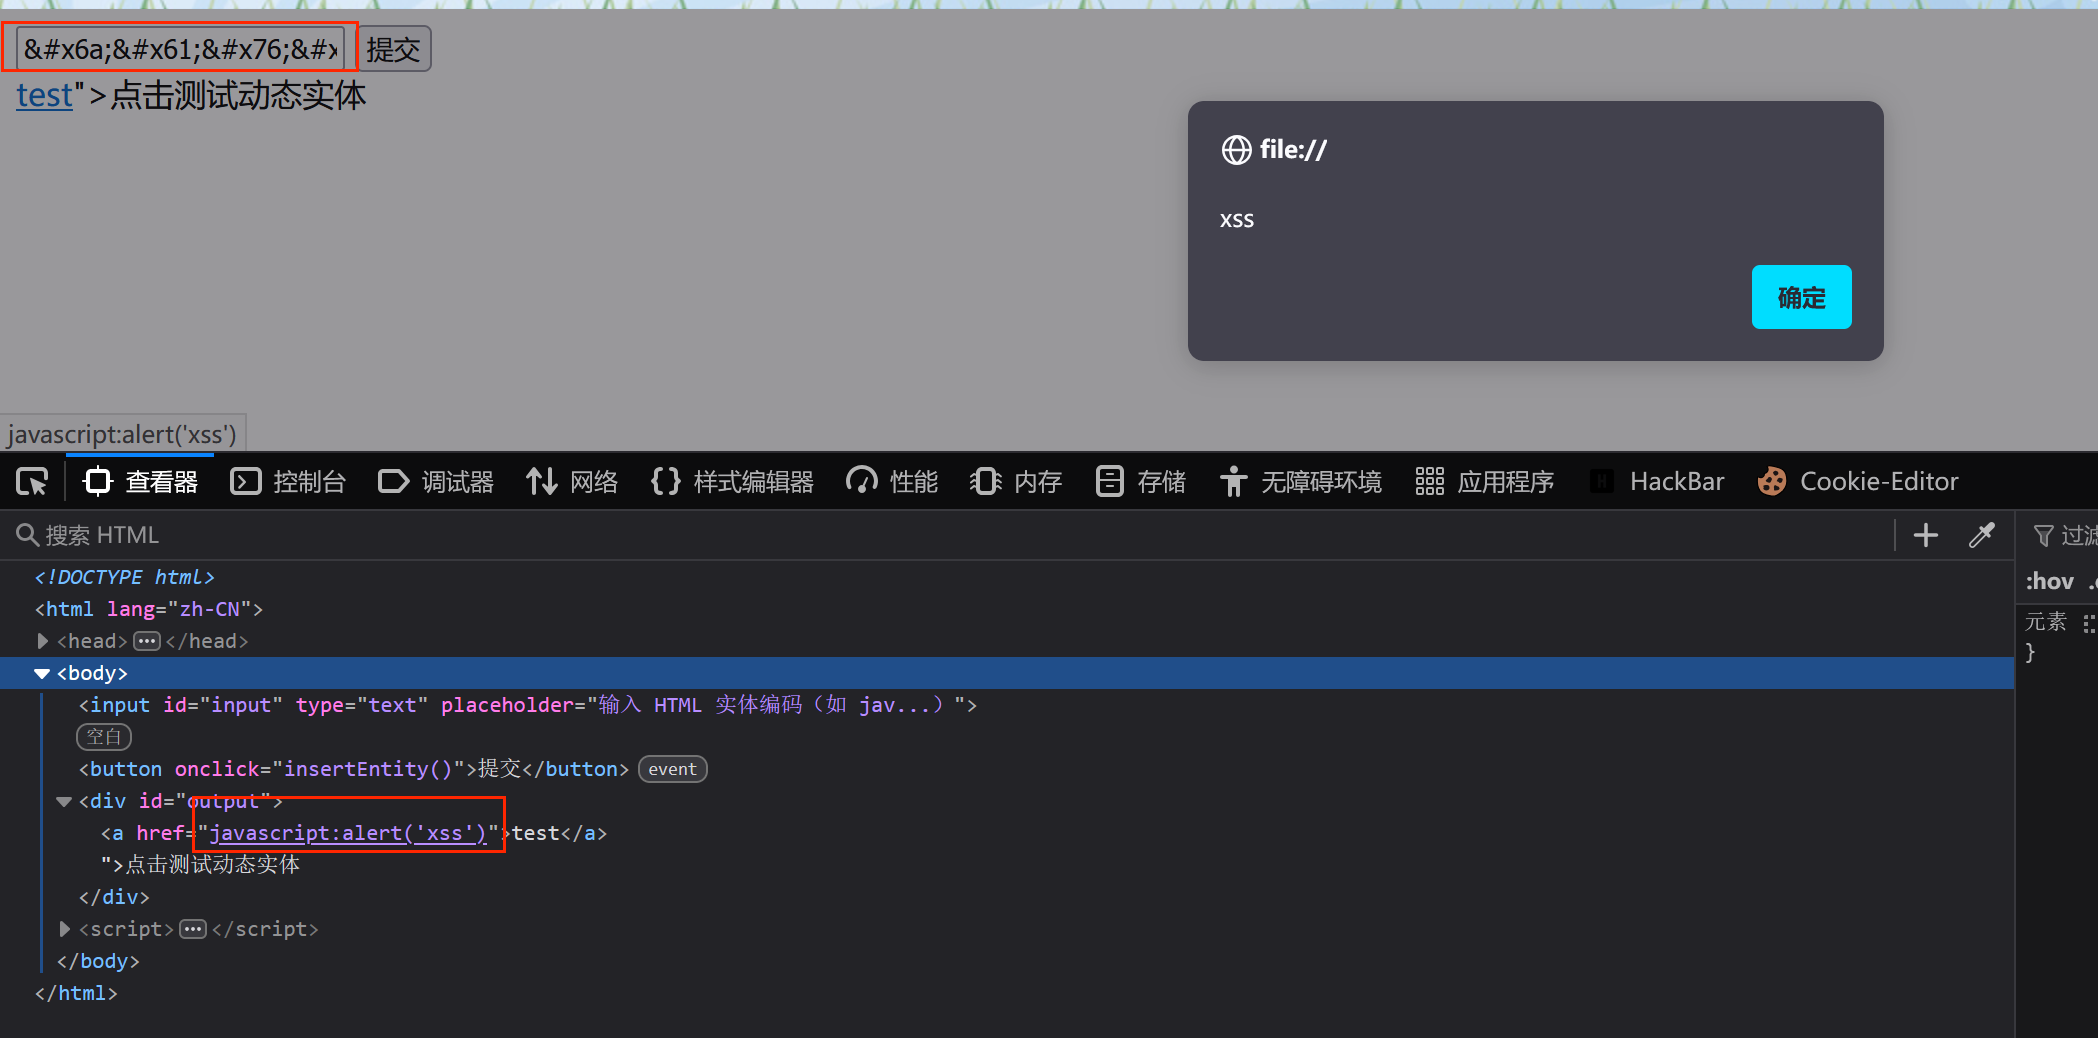 &#x6a;&#x61;&#x76;&#x 提交
test">点击测试动态实体
file://
xss
确定
javascript:alert('xss')
查看器 控制台 调试器 网络 {} 样式编辑器 性能 内存 存储 无障碍环境 应用程序 HackBar Cookie-Editor
搜索 HTML + 过滤
:hov
<!DOCTYPE html>
<html lang="zh-CN">
元素
<head>•••</head>
}
<body>
<input id="input" type="text" placeholder="输入 HTML 实体编码（如 jav...）">
空白
<button onclick="insertEntity()">提交</button> event
<div id="output">
<a href="javascript:alert('xss')">test</a>
">点击测试动态实体
</div>
<script>•••</script>
</body>
</html>